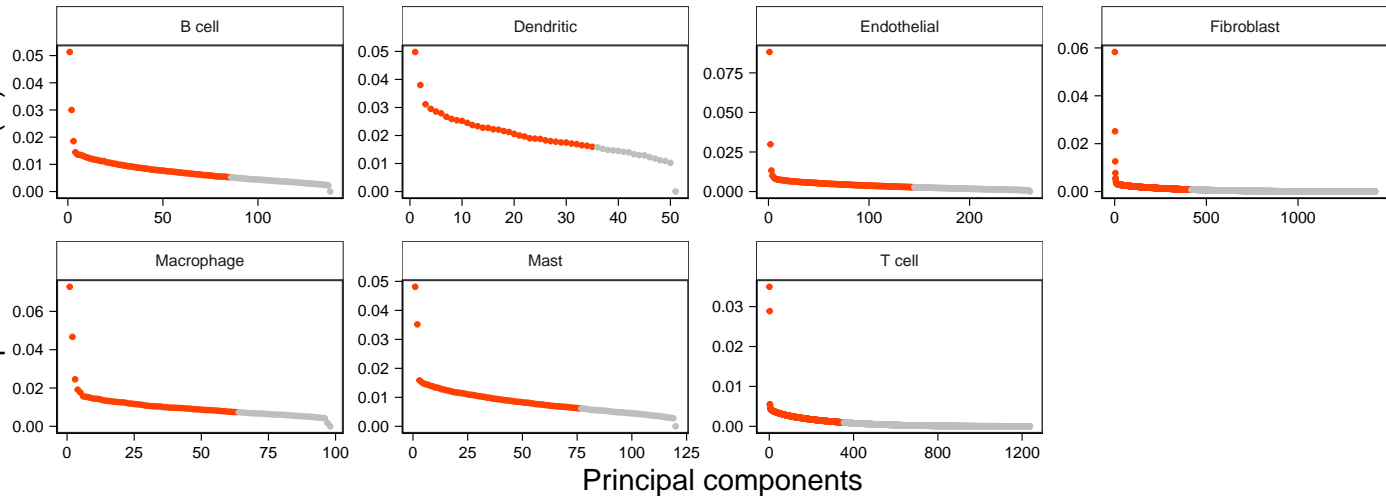 B cell Dendritic Endothelial Fibroblast
0.05 0.04 0.03 0.02 0.01 0.00
0 50 100
0.05 0.04 0.03 0.02 0.01 0.00
0 10 20 30 40 50
0.075 0.050 0.025 0.000
0 100 200
0.06 0.04 0.02 0.00
0 500 1000
Macrophage Mast T cell
0.06 0.04 0.02 0.00
0 25 50 75 100
0.05 0.04 0.03 0.02 0.01 0.00
0 25 50 75 100 125
0.03 0.02 0.01 0.00
0 400 800 1200
Principal components